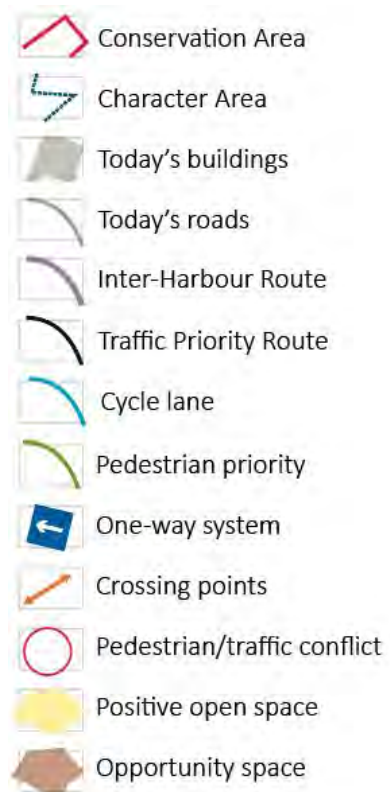 Conservation Area
Character Area
Today's buildings
Today's roads
Inter-Harbour Route
Traffic Priority Route
Cycle lane
Pedestrian priority
One-way system
Crossing points
Pedestrian/traffic conflict
Positive open space
Opportunity space